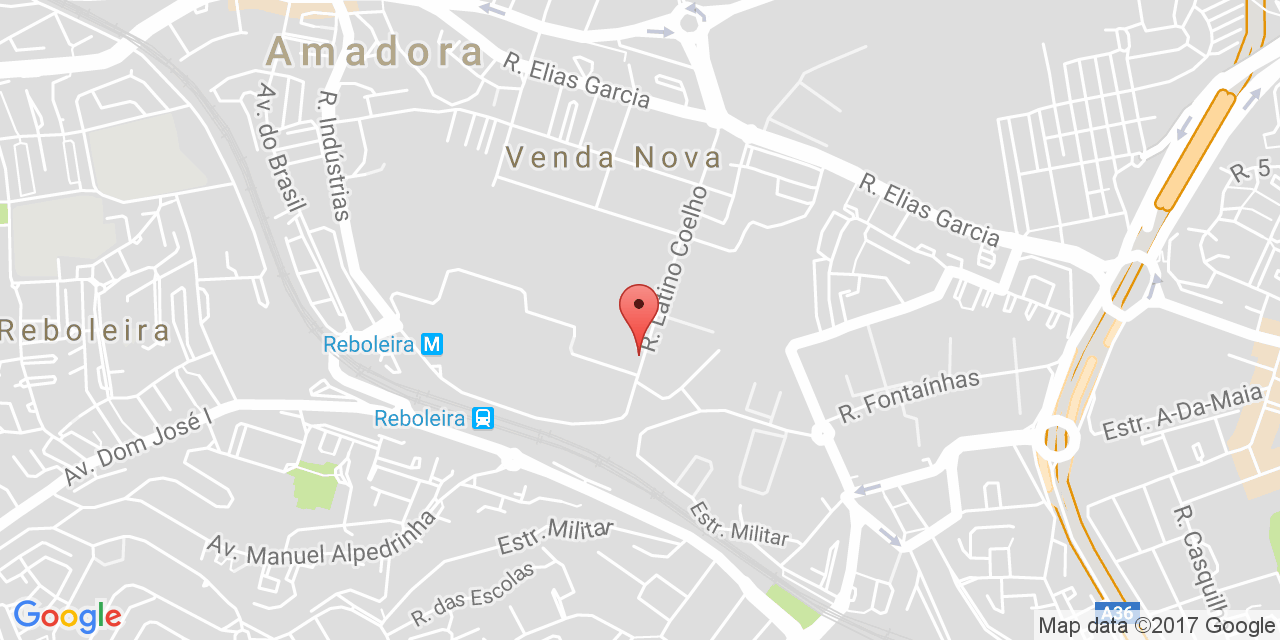 Amadora
R. Elias Garcia
Av. do Brasil
R. Indústrias
Venda Nova
R. 5
R. Elias Garcia
R. Latino Coelho
Reboleira
Reboleira M
R. Fontaínhas
Estr. A-Da-Maia
Reboleira
Av. Dom José I
Estr. Militar
Estr. Militar
Av. Manuel Alpedrinha
R. das Escolas
R. Casquilh
A36
Google
Map data ©2017 Google